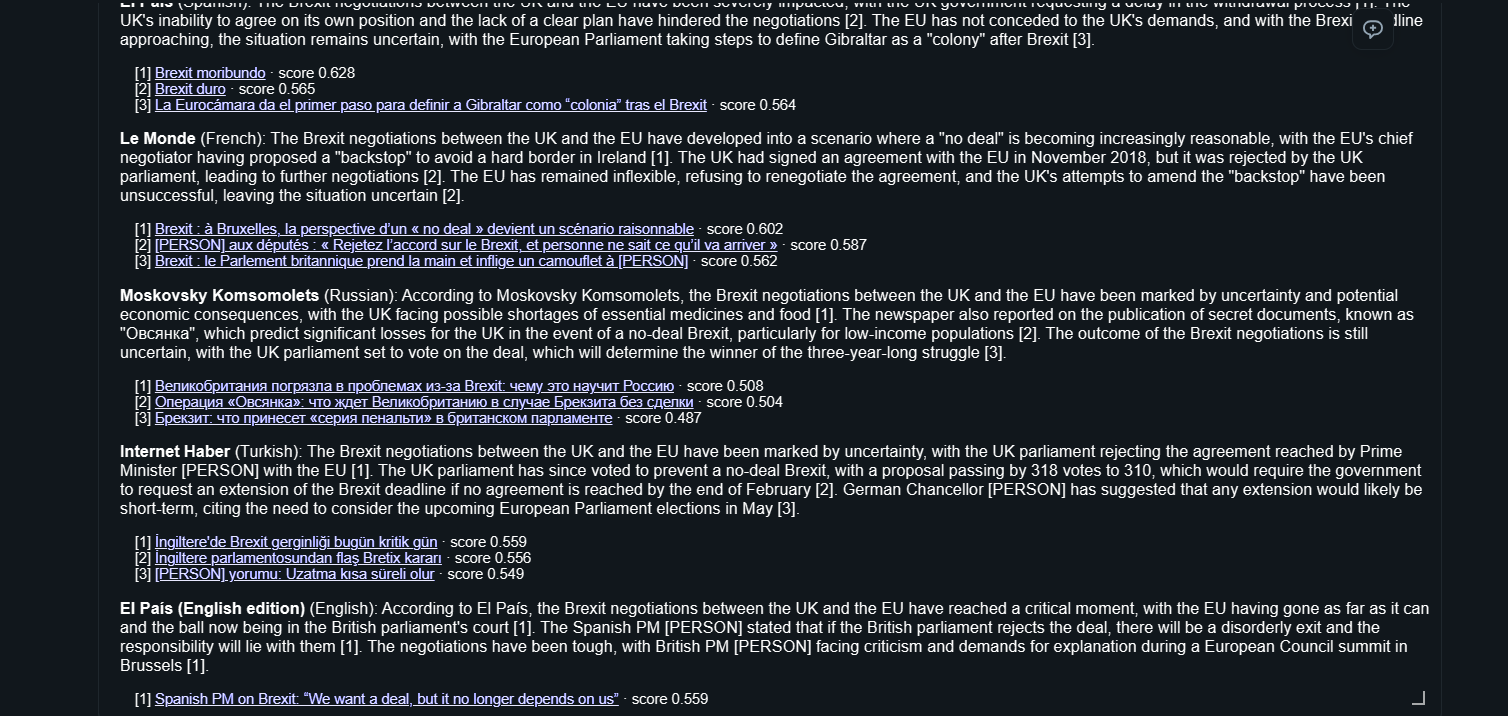 El País (Spanish): The Brexit negotiations between the UK and the EU have been severely impacted, with the UK government requesting a delay in the withdrawal process [1]. The
UK's inability to agree on its own position and the lack of a clear plan have hindered the negotiations [2]. The EU has not conceded to the UK's demands, and with the Brexi line
approaching, the situation remains uncertain, with the European Parliament taking steps to define Gibraltar as a "colony" after Brexit [3].
[1] Brexit moribundo · score 0.628
[2] Brexit duro · score 0.565
[3] La Eurocámara da el primer paso para definir a Gibraltar como “colonia” tras el Brexit · score 0.564
Le Monde (French): The Brexit negotiations between the UK and the EU have developed into a scenario where a "no deal" is becoming increasingly reasonable, with the EU's chief
negotiator having proposed a "backstop" to avoid a hard border in Ireland [1]. The UK had signed an agreement with the EU in November 2018, but it was rejected by the UK
parliament, leading to further negotiations [2]. The EU has remained inflexible, refusing to renegotiate the agreement, and the UK's attempts to amend the "backstop" have been
unsuccessful, leaving the situation uncertain [2].
[1] Brexit : à Bruxelles, la perspective d’un « no deal » devient un scénario raisonnable · score 0.602
[2] [PERSON] aux députés : « Rejetez l’accord sur le Brexit, et personne ne sait ce qu’il va arriver » · score 0.587
[3] Brexit : le Parlement britannique prend la main et inflige un camouflet à [PERSON] · score 0.562
Moskovsky Komsomolets (Russian): According to Moskovsky Komsomolets, the Brexit negotiations between the UK and the EU have been marked by uncertainty and potential
economic consequences, with the UK facing possible shortages of essential medicines and food [1]. The newspaper also reported on the publication of secret documents, known as
"Овсянка", which predict significant losses for the UK in the event of a no-deal Brexit, particularly for low-income populations [2]. The outcome of the Brexit negotiations is still
uncertain, with the UK parliament set to vote on the deal, which will determine the winner of the three-year-long struggle [3].
[1] Великобритания погрязла в проблемах из-за Brexit: чему это научит Россию · score 0.508
[2] Операция «Овсянка»: что ждет Великобританию в случае Брекзита без сделки · score 0.504
[3] Брекзит: что принесет «серия пенальти» в британском парламенте · score 0.487
Internet Haber (Turkish): The Brexit negotiations between the UK and the EU have been marked by uncertainty, with the UK parliament rejecting the agreement reached by Prime
Minister [PERSON] with the EU [1]. The UK parliament has since voted to prevent a no-deal Brexit, with a proposal passing by 318 votes to 310, which would require the government
to request an extension of the Brexit deadline if no agreement is reached by the end of February [2]. German Chancellor [PERSON] has suggested that any extension would likely be
short-term, citing the need to consider the upcoming European Parliament elections in May [3].
[1] İngiltere'de Brexit gerginliği bugün kritik gün · score 0.559
[2] İngiltere parlamentosundan flaş Bretix kararı · score 0.556
[3] [PERSON] yorumu: Uzatma kısa süreli olur · score 0.549
El País (English edition) (English): According to El País, the Brexit negotiations between the UK and the EU have reached a critical moment, with the EU having gone as far as it can
and the ball now being in the British parliament's court [1]. The Spanish PM [PERSON] stated that if the British parliament rejects the deal, there will be a disorderly exit and the
responsibility will lie with them [1]. The negotiations have been tough, with British PM [PERSON] facing criticism and demands for explanation during a European Council summit in
Brussels [1].
[1] Spanish PM on Brexit: “We want a deal, but it no longer depends on us” · score 0.559